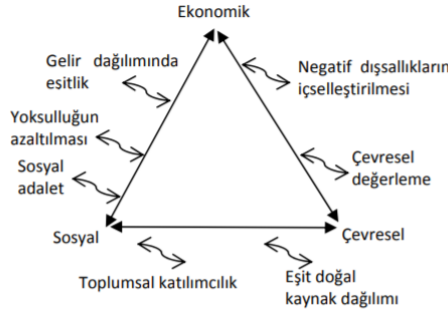 Ekonomik
Gelir dağılımında
esitlik
Negatif dışsallıkların
içselleştirilmesi
Yoksulluğun
azaltılması
Sosyal
adalet
Çevresel
değerleme
Sosyal
Çevresel
Toplumsal katılımcılık
Eşit doğal
kaynak dağılımı